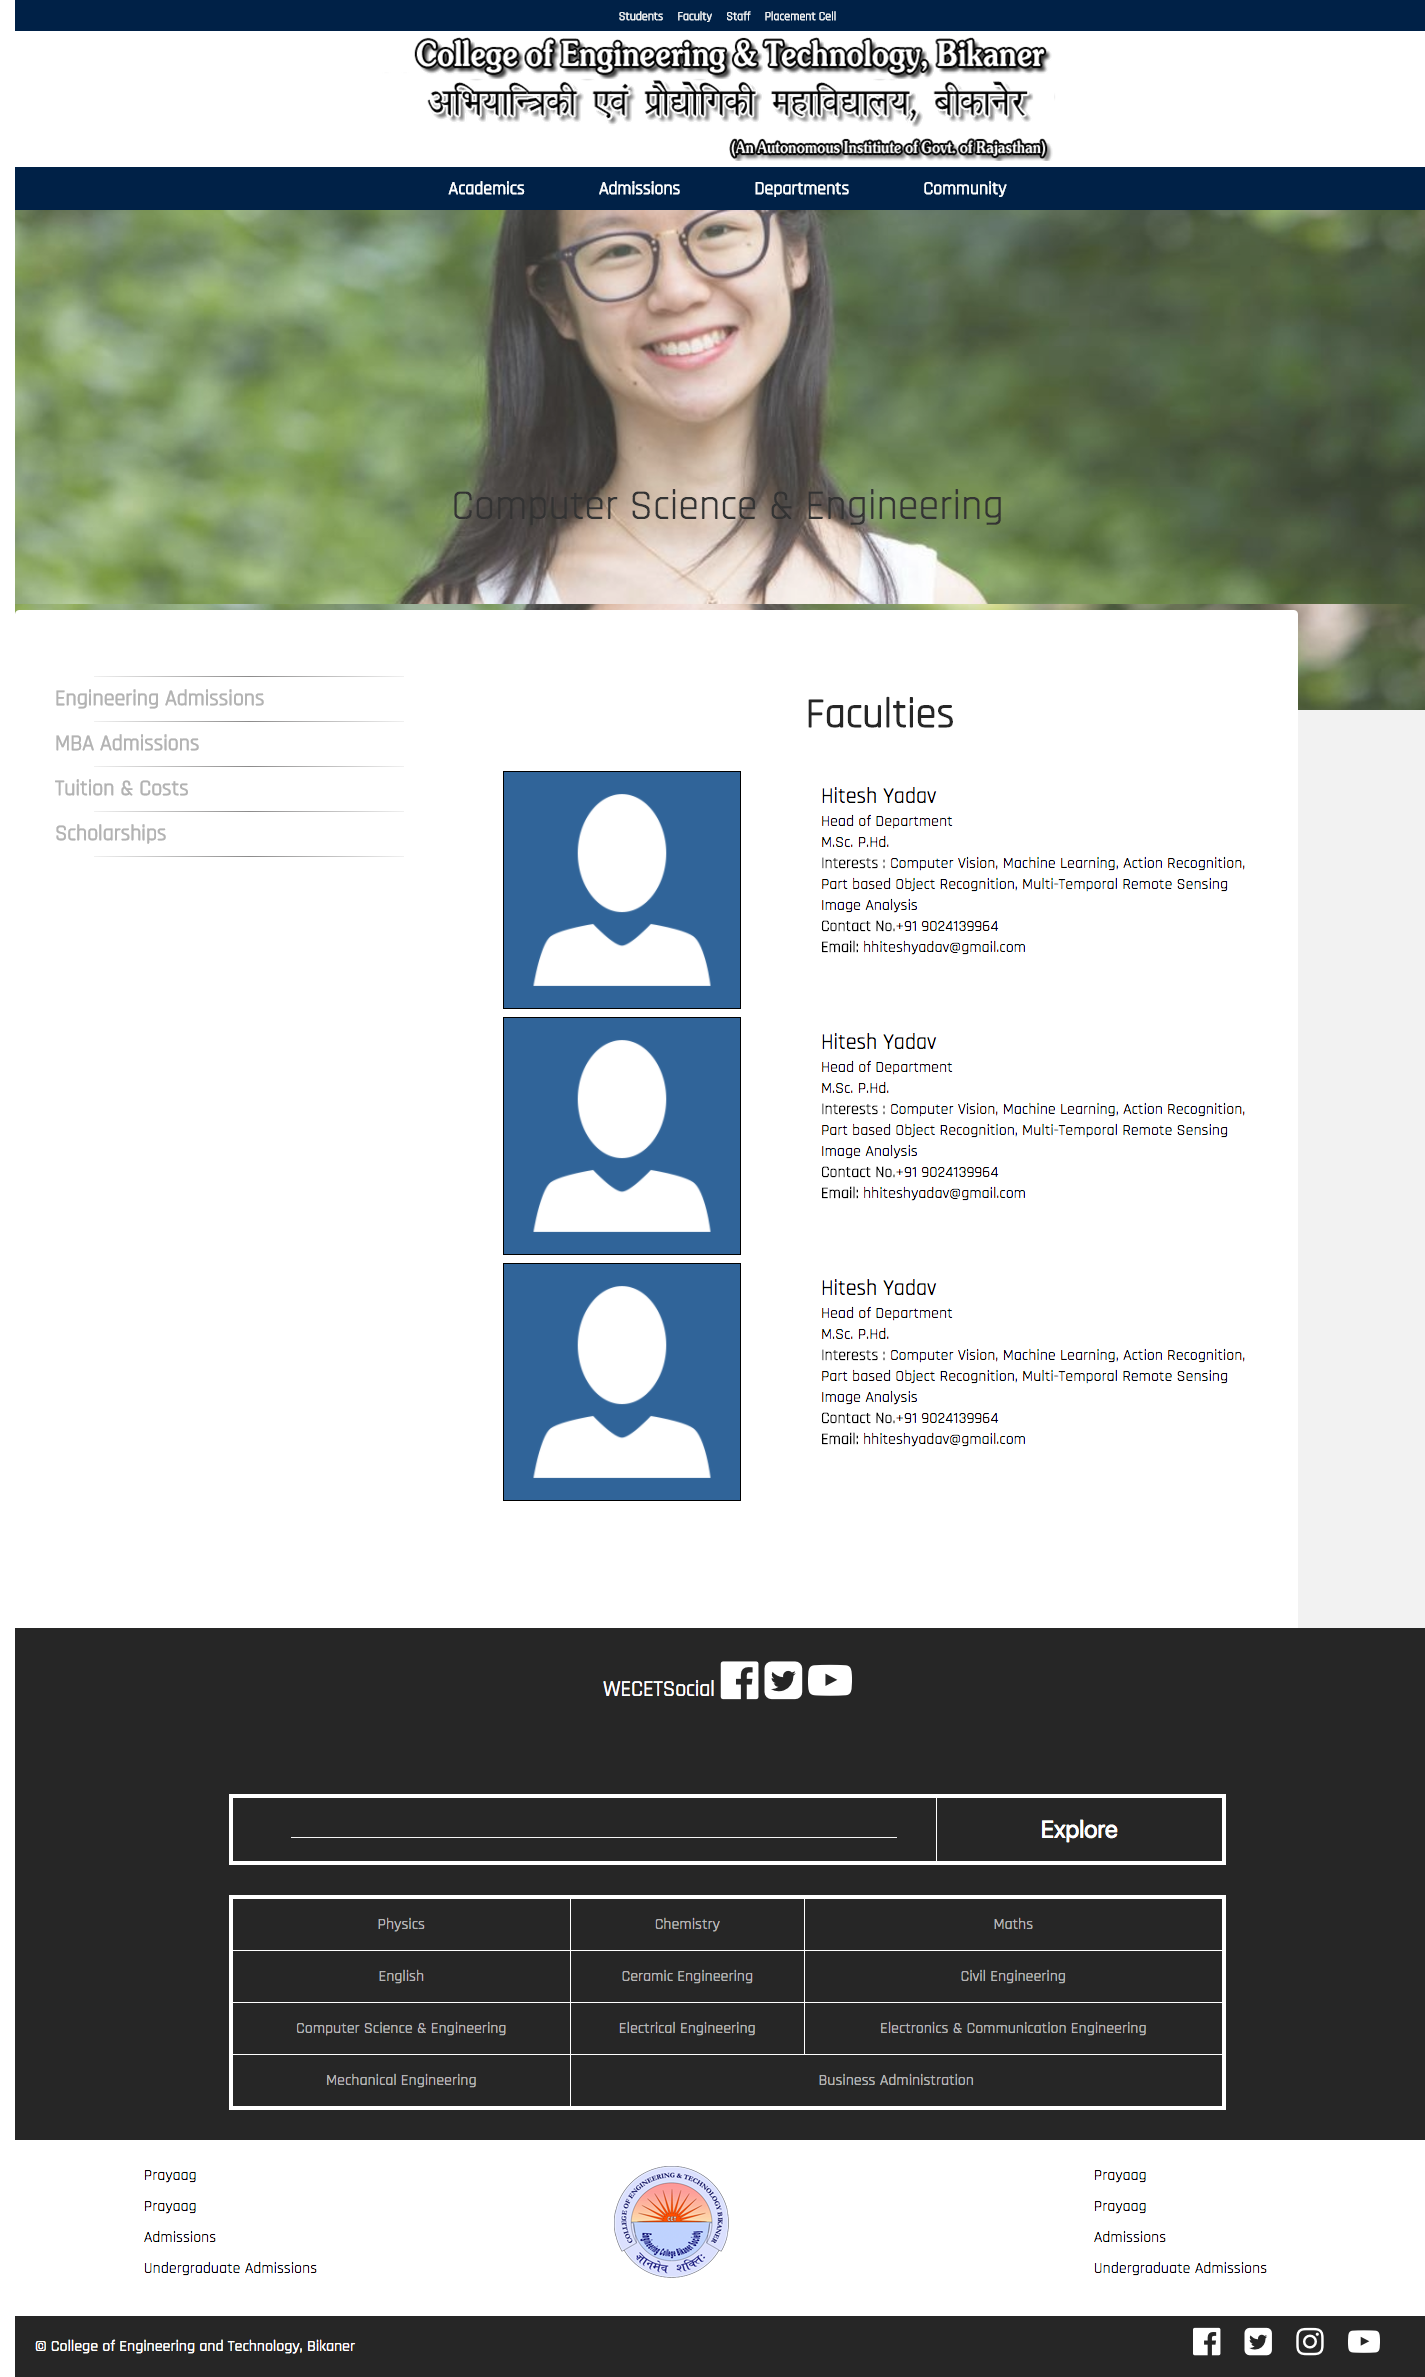 Students Faculty Staff Placement Cell
College of Engineering & Technology, Bikaner
अभियान्त्रिकी एवं प्रौद्योगिकी महाविद्यालय, बीकानेर
(An Autonomous Institiute of Govt. of Rajasthan)
Academics Admissions Departments Community
Computer Science & Engineering
Engineering Admissions
MBA Admissions
Tuition & Costs
Scholarships
Faculties
Hitesh Yadav
Head of Department
M.Sc. P.Hd.
Interests : Computer Vision, Machine Learning, Action Recognition,
Part based Object Recognition, Multi-Temporal Remote Sensing
Image Analysis
Contact No.+91 9024139964
Email: hhiteshyadav@gmail.com
Hitesh Yadav
Head of Department
M.Sc. P.Hd.
Interests : Computer Vision, Machine Learning, Action Recognition,
Part based Object Recognition, Multi-Temporal Remote Sensing
Image Analysis
Contact No.+91 9024139964
Email: hhiteshyadav@gmail.com
Hitesh Yadav
Head of Department
M.Sc. P.Hd.
Interests : Computer Vision, Machine Learning, Action Recognition,
Part based Object Recognition, Multi-Temporal Remote Sensing
Image Analysis
Contact No.+91 9024139964
Email: hhiteshyadav@gmail.com
WECETSocial
Explore
Physics Chemistry Maths
English Ceramic Engineering Civil Engineering
Computer Science & Engineering Electrical Engineering Electronics & Communication Engineering
Mechanical Engineering Business Administration
Prayaag
Prayaag
Admissions
Undergraduate Admissions
COLLEGE OF ENGINEERING & TECHNOLOGY BIKANER
CET
Engineering College Bikaner Society
ज्ञानमेव शक्ति:
Prayaag
Prayaag
Admissions
Undergraduate Admissions
© College of Engineering and Technology, Bikaner